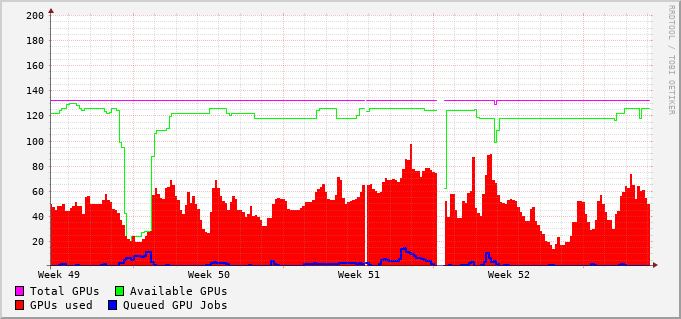 200
180
160
140
120
100
80
60
40
20
Week 49 Week 50 Week 51 Week 52
Total GPUs Available GPUs
GPUs used Queued GPU Jobs
RRDTOOL / TOBI OETIKER